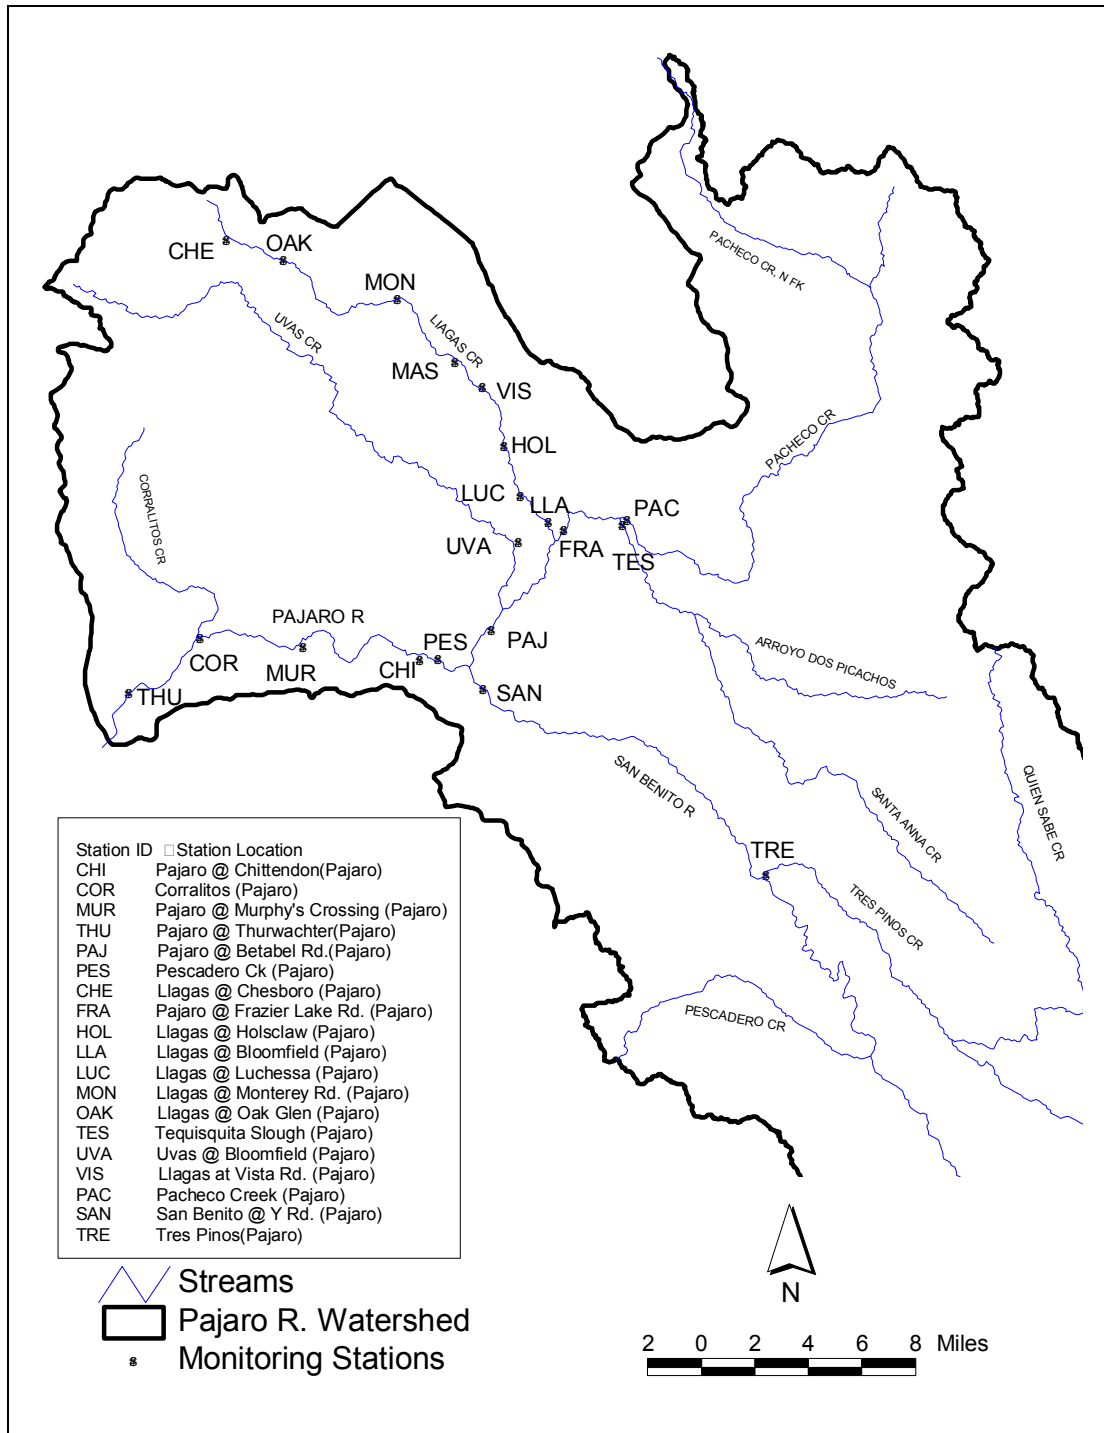 PACHECO CR, N FK
CHE
OAK
MON
UVAS CR
LIAGAS CR
MAS
VIS
PACHECO CR
HOL
CORRALITOS CR
LUC
LLA
PAC
UVA
FRA
TES
PAJARO R
PES
PAJ
COR
MUR
CHI
ARROYO DOS PICACHOS
THU
SAN
SAN BENITO R
QUIEN SABE CR
SANTA ANNA CR
TRE
TRES PINOS CR
PESCADERO CR
Station ID □Station Location
CHI Pajaro @ Chittendon(Pajaro)
COR Corralitos (Pajaro)
MUR Pajaro @ Murphy's Crossing (Pajaro)
THU Pajaro @ Thurwachter(Pajaro)
PAJ Pajaro @ Betabel Rd.(Pajaro)
PES Pescadero Ck (Pajaro)
CHE Llagas @ Chesboro (Pajaro)
FRA Pajaro @ Frazier Lake Rd. (Pajaro)
HOL Llagas @ Holsclaw (Pajaro)
LLA Llagas @ Bloomfield (Pajaro)
LUC Llagas @ Luchessa (Pajaro)
MON Llagas @ Monterey Rd. (Pajaro)
OAK Llagas @ Oak Glen (Pajaro)
TES Tequisquita Slough (Pajaro)
UVA Uvas @ Bloomfield (Pajaro)
VIS Llagas at Vista Rd. (Pajaro)
PAC Pacheco Creek (Pajaro)
SAN San Benito @ Y Rd. (Pajaro)
TRE Tres Pinos(Pajaro)
Streams
Pajaro R. Watershed
Monitoring Stations
N
2 0 2 4 6 8 Miles